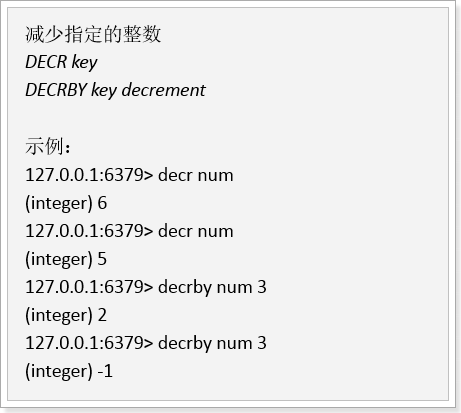 减少指定的整数
DECR key
DECRBY key decrement
示例：
127.0.0.1:6379> decr num
(integer) 6
127.0.0.1:6379> decr num
(integer) 5
127.0.0.1:6379> decrby num 3
(integer) 2
127.0.0.1:6379> decrby num 3
(integer) -1